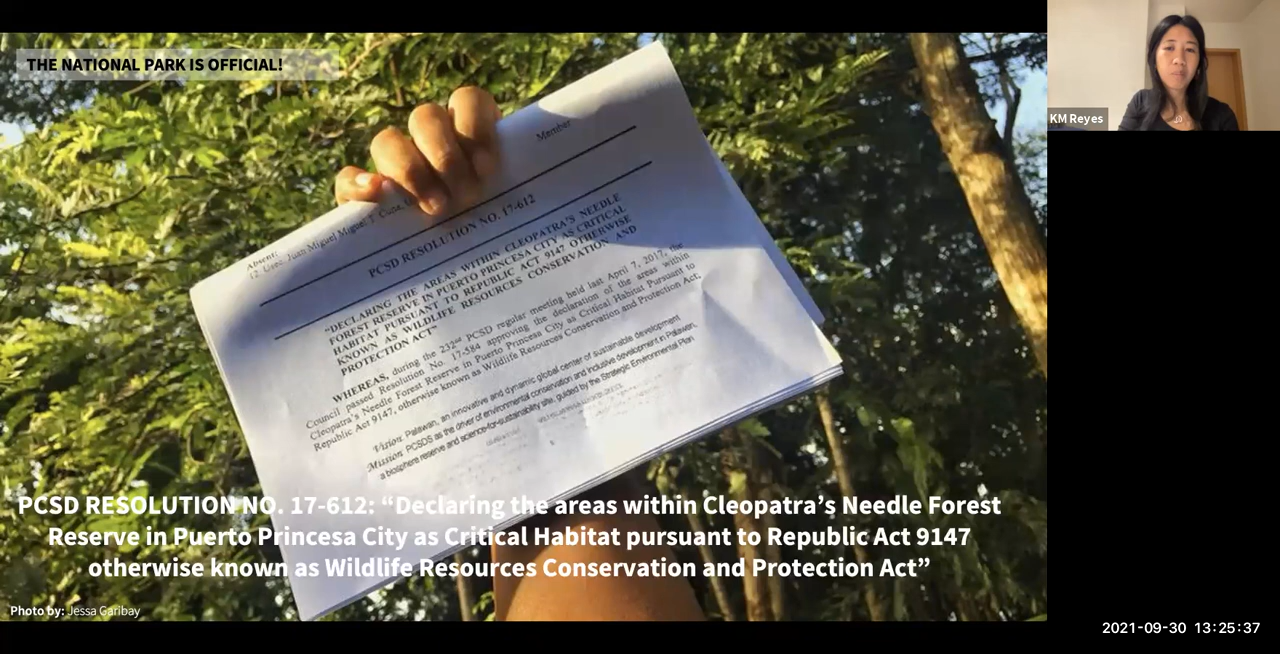 THE NATIONAL PARK IS OFFICIAL!
KM Reyes
Member
Absent:
12. Usec. Juan Miguel Miguel T. Cuna,
PCSD RESOLUTION NO. 17-612
"DECLARING THE AREAS WITHIN CLEOPATRA'S NEEDLE
FOREST RESERVE IN PUERTO PRINCESA CITY AS CRITICAL
HABITAT PURSUANT TO REPUBLIC ACT 9147 OTHERWISE
KNOWN AS WILDLIFE RESOURCES CONSERVATION AND
PROTECTION ACT"
WHEREAS, during the 232nd PCSD regular meeting held last April 7, 2017, the
Council passed Resolution No. 17-584 approving the declaration of the areas within
Cleopatra's Needle Forest Reserve in Puerto Princesa City as Critical Habitat Pursuant to
Republic Act 9147, otherwise known as Wildlife Resources Conservation and Protection Act;
Vision: Palawan, an innovative and dynamic global center of sustainable development
Mission: PCSDS as the driver of environmental conservation and inclusive development in Palawan,
a biosphere reserve and science-for-sustainability site, guided by the Strategic Environmental Plan
PCSD RESOLUTION NO. 17-612: “Declaring the areas within Cleopatra’s Needle Forest
Reserve in Puerto Princesa City as Critical Habitat pursuant to Republic Act 9147
otherwise known as Wildlife Resources Conservation and Protection Act”
Photo by: Jessa Garibay
2021-09-30 13:25:37